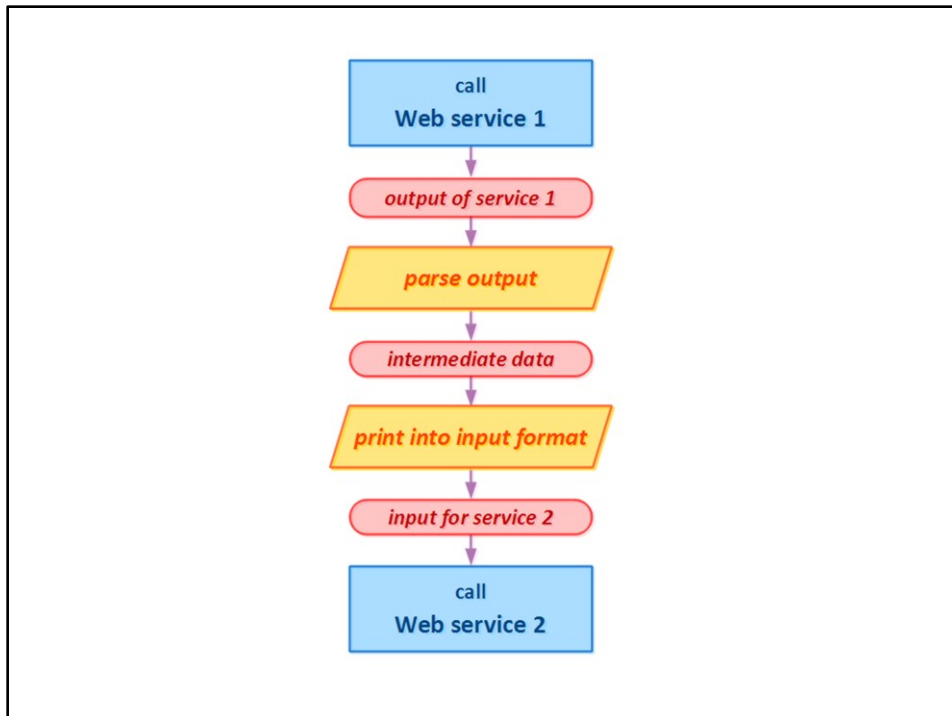 call
Web service 1
output of service 1
parse output
intermediate data
print into input format
input for service 2
call
Web service 2